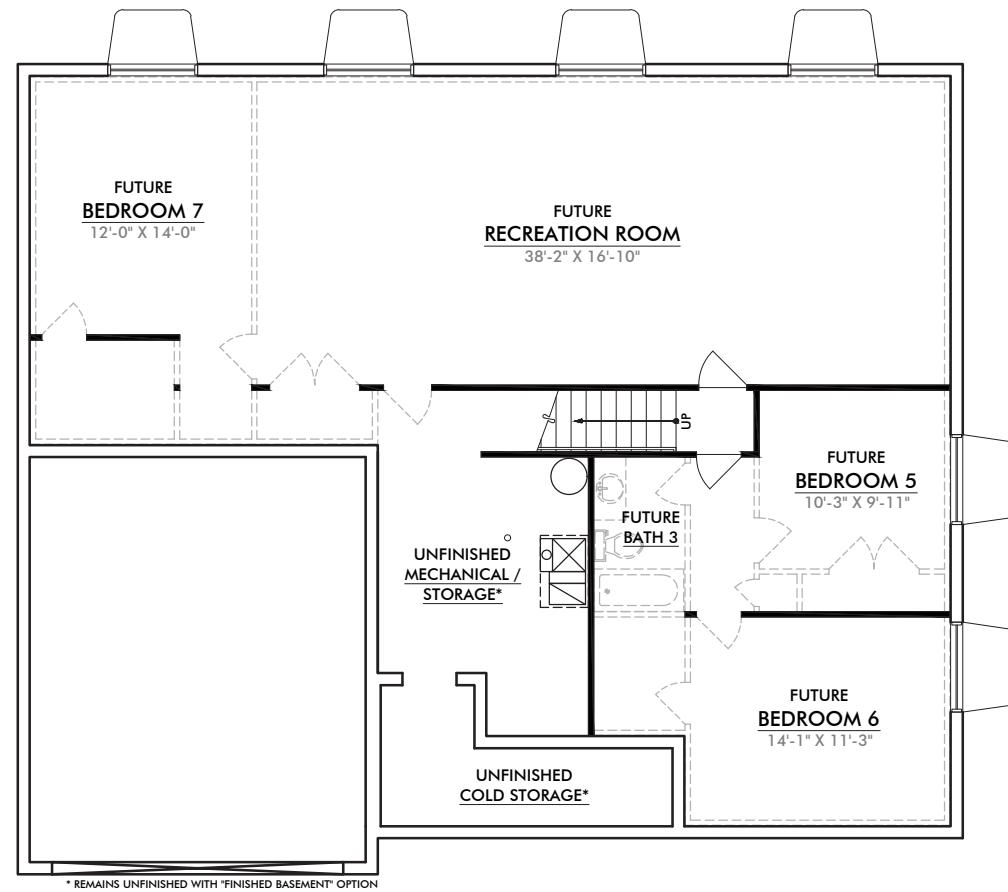 FUTURE
BEDROOM 7
12'-0" X 14'-0"
FUTURE
RECREATION ROOM
38'-2" X 16'-10"
UP
FUTURE
BEDROOM 5
10'-3" X 9'-11"
FUTURE
BATH 3
UNFINISHED
MECHANICAL /
STORAGE*
FUTURE
BEDROOM 6
14'-1" X 11'-3"
UNFINISHED
COLD STORAGE*
* REMAINS UNFINISHED WITH "FINISHED BASEMENT" OPTION